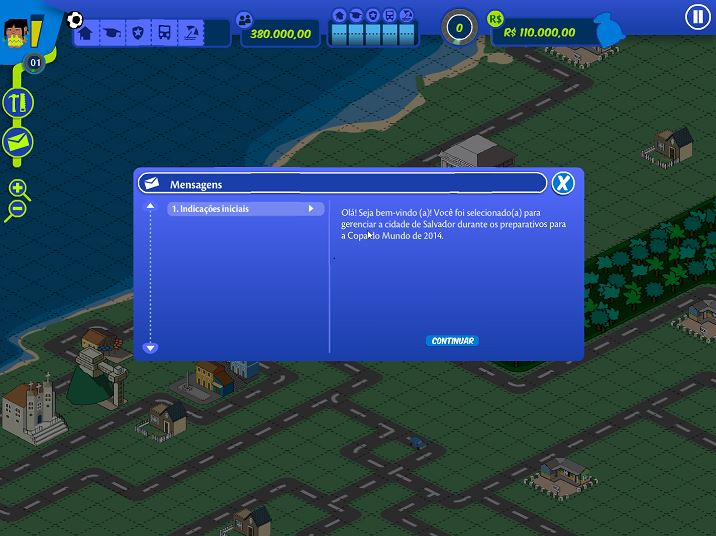 01
380.000,00
0
R$
R$ 110.000,00
Mensagens
1. Indicações iniciais
Olá! Seja bem-vindo (a)! Você foi selecionado(a) para
gerenciar a cidade de Salvador durante os preparativos para
a Copa do Mundo de 2014.
CONTINUAR